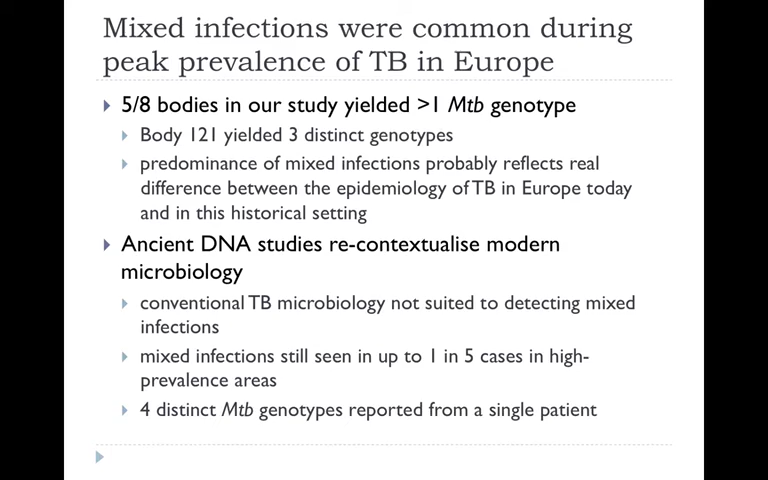 Mixed infections were common during
peak prevalence of TB in Europe
5/8 bodies in our study yielded >1 Mtb genotype
Body 121 yielded 3 distinct genotypes
predominance of mixed infections probably reflects real
difference between the epidemiology of TB in Europe today
and in this historical setting
Ancient DNA studies re-contextualise modern
microbiology
conventional TB microbiology not suited to detecting mixed
infections
mixed infections still seen in up to 1 in 5 cases in high-
prevalence areas
4 distinct Mtb genotypes reported from a single patient